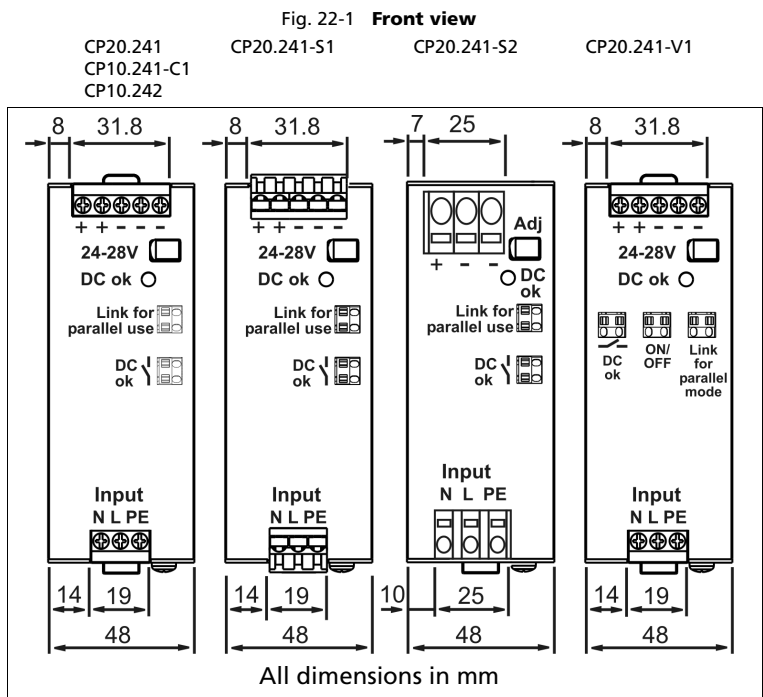 Fig. 22-1 Front view
CP20.241
CP10.241-C1
CP10.242
CP20.241-S1
CP20.241-S2
CP20.241-V1
8 31.8
+ + - - -
24-28V
DC ok
Link for
parallel use
DC
ok
Input
N L PE
14 19
48
8 31.8
+ + - - -
24-28V
DC ok
Link for
parallel use
DC
ok
Input
N L PE
14 19
48
7 25
Adj
+ - -
DC
ok
Link for
parallel use
DC
ok
Input
N L PE
10 25
48
8 31.8
+ + - - -
24-28V
DC ok
DC
ok
ON/
OFF
Link
for
parallel
mode
Input
N L PE
14 19
48
All dimensions in mm